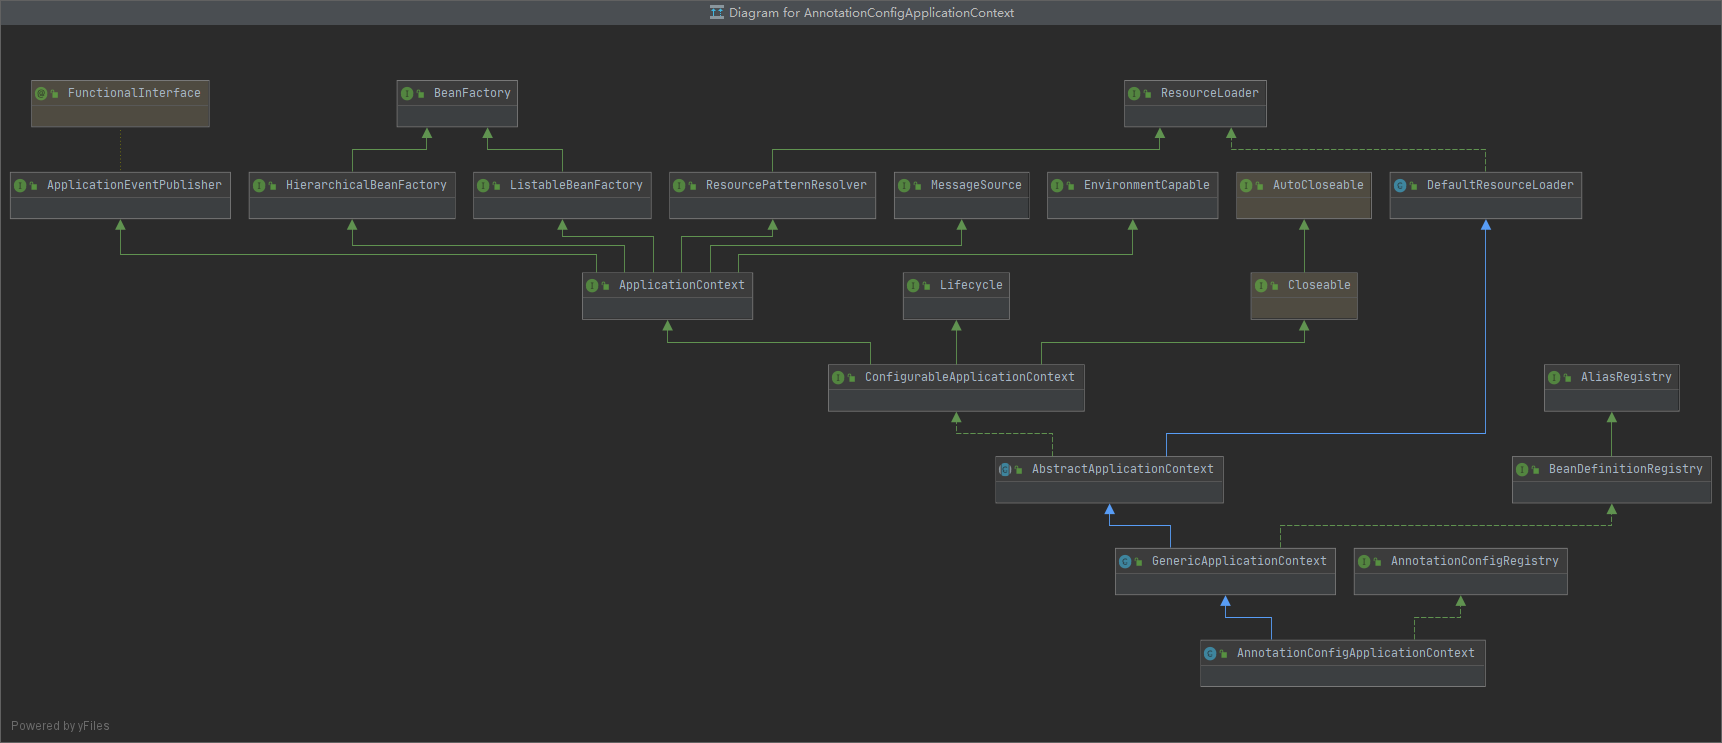 Diagram for AnnotationConfigApplicationContext
FunctionalInterface
BeanFactory
ResourceLoader
ApplicationEventPublisher
HierarchicalBeanFactory
ListableBeanFactory
ResourcePatternResolver
MessageSource
EnvironmentCapable
AutoCloseable
DefaultResourceLoader
ApplicationContext
Lifecycle
Closeable
ConfigurableApplicationContext
AliasRegistry
AbstractApplicationContext
BeanDefinitionRegistry
GenericApplicationContext
AnnotationConfigRegistry
AnnotationConfigApplicationContext
Powered by yFiles